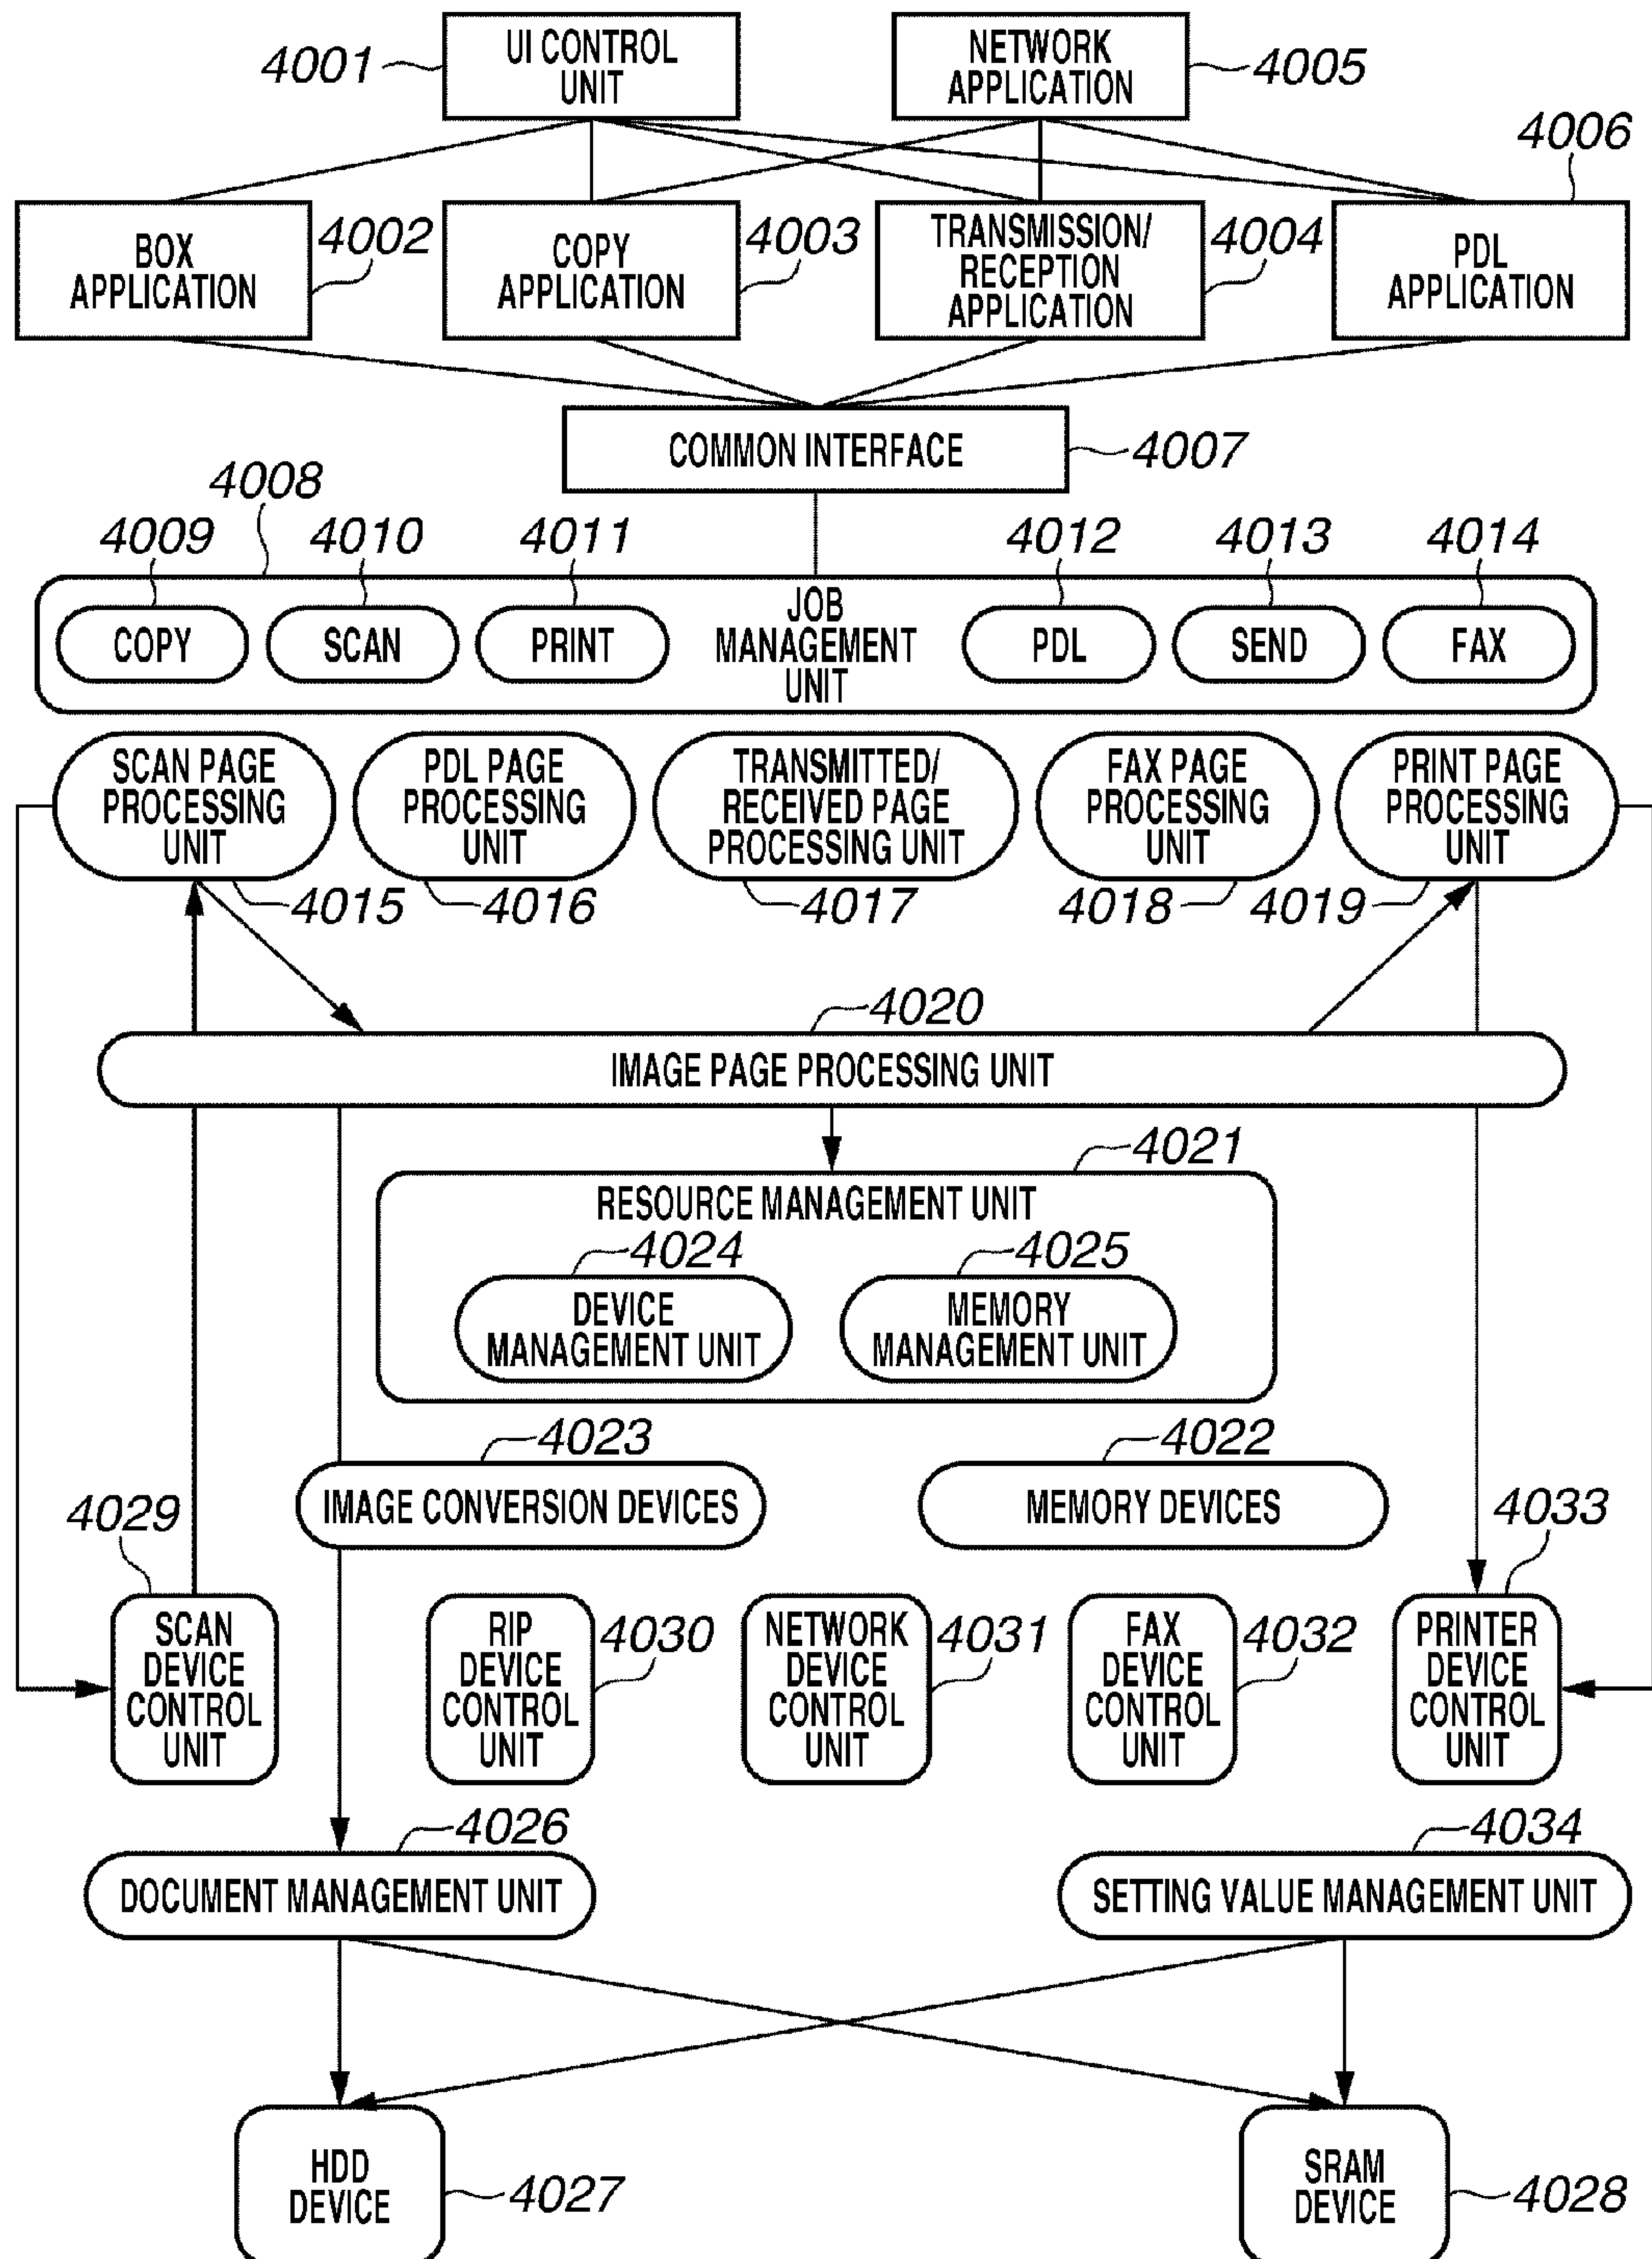 UI CONTROL
UNIT
4001
NETWORK
APPLICATION
4005
4006
BOX
APPLICATION
4002
COPY
APPLICATION
4003
TRANSMISSION/
RECEPTION
APPLICATION
4004
PDL
APPLICATION
COMMON INTERFACE
4007
4008
4009
4010
4011
4012
4013
4014
COPY
SCAN
PRINT
JOB
MANAGEMENT
UNIT
PDL
SEND
FAX
SCAN PAGE
PROCESSING
UNIT
PDL PAGE
PROCESSING
UNIT
TRANSMITTED/
RECEIVED PAGE
PROCESSING UNIT
FAX PAGE
PROCESSING
UNIT
PRINT PAGE
PROCESSING
UNIT
4015
4016
4017
4018
4019
4020
IMAGE PAGE PROCESSING UNIT
4021
RESOURCE MANAGEMENT UNIT
4024
4025
DEVICE
MANAGEMENT UNIT
MEMORY
MANAGEMENT UNIT
4023
4022
IMAGE CONVERSION DEVICES
MEMORY DEVICES
4029
4033
SCAN
DEVICE
CONTROL
UNIT
RIP
DEVICE
CONTROL
UNIT
4030
NETWORK
DEVICE
CONTROL
UNIT
4031
FAX
DEVICE
CONTROL
UNIT
4032
PRINTER
DEVICE
CONTROL
UNIT
4026
4034
DOCUMENT MANAGEMENT UNIT
SETTING VALUE MANAGEMENT UNIT
HDD
DEVICE
4027
SRAM
DEVICE
4028